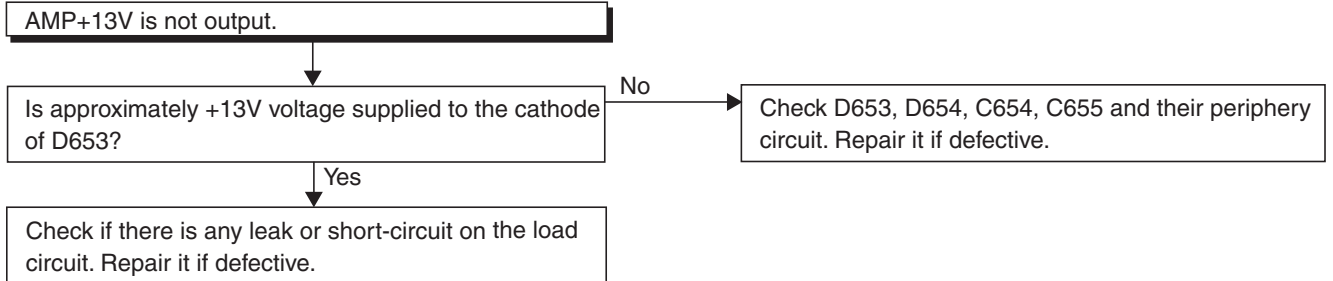 AMP+13V is not output.
Is approximately +13V voltage supplied to the cathode
of D653?
No
Check D653, D654, C654, C655 and their periphery
circuit. Repair it if defective.
Yes
Check if there is any leak or short-circuit on the load
circuit. Repair it if defective.